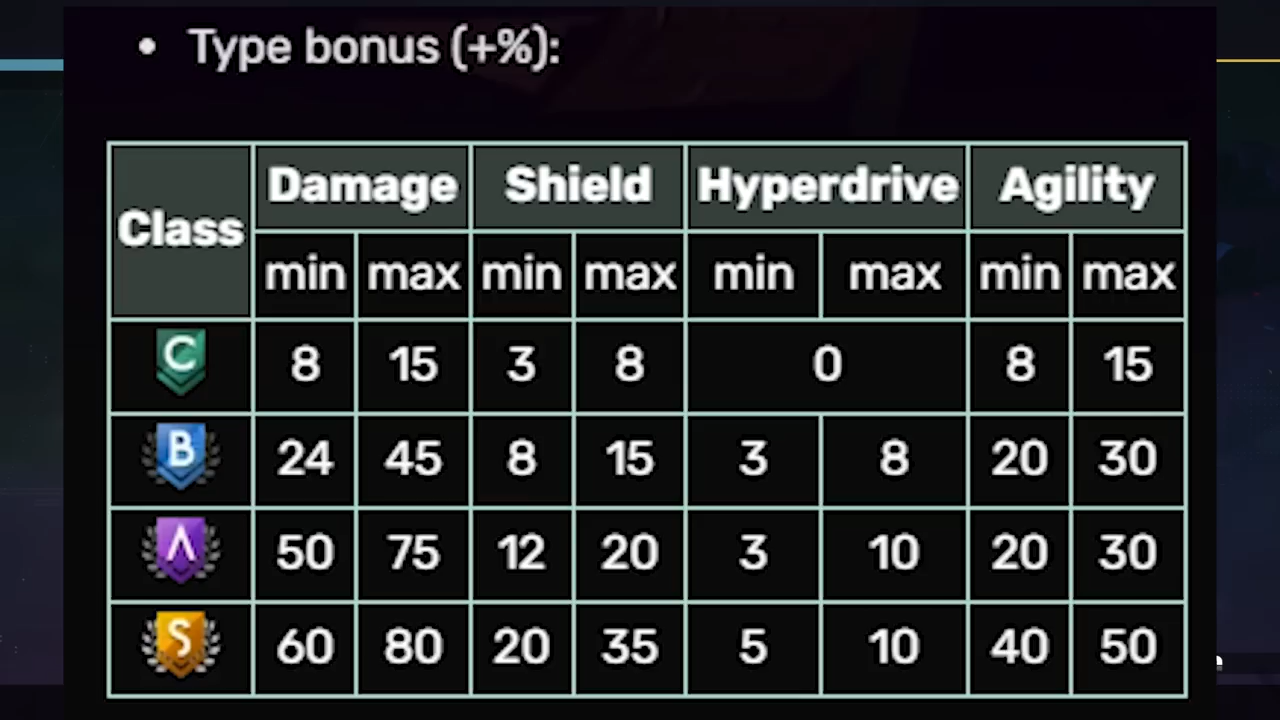 • Type bonus (+%):
Class Damage Shield Hyperdrive Agility
min max min max min max min max
C 8 15 3 8 0 8 15
B 24 45 8 15 3 8 20 30
A 50 75 12 20 3 10 20 30
S 60 80 20 35 5 10 40 50